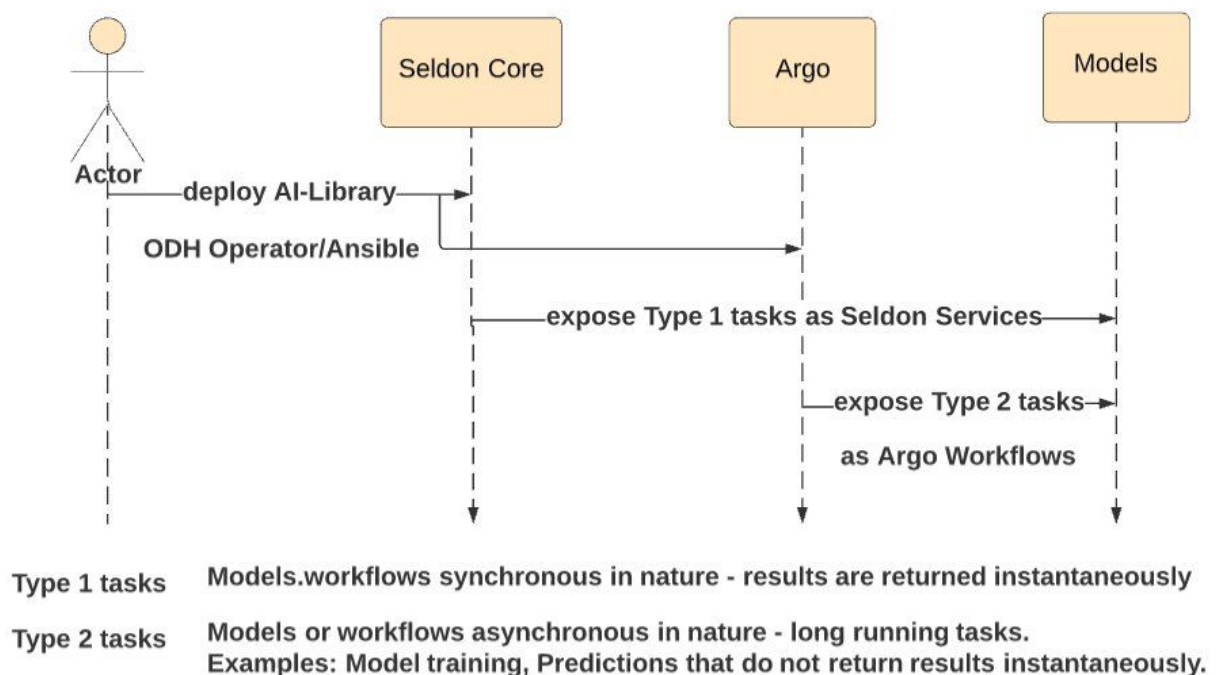 Seldon Core
Argo
Models
Actor
deploy AI-Library
ODH Operator/Ansible
expose Type 1 tasks as Seldon Services
expose Type 2 tasks
as Argo Workflows
Type 1 tasks
Models.workflows synchronous in nature - results are returned instantaneously
Type 2 tasks
Models or workflows asynchronous in nature - long running tasks.
Examples: Model training, Predictions that do not return results instantaneously.